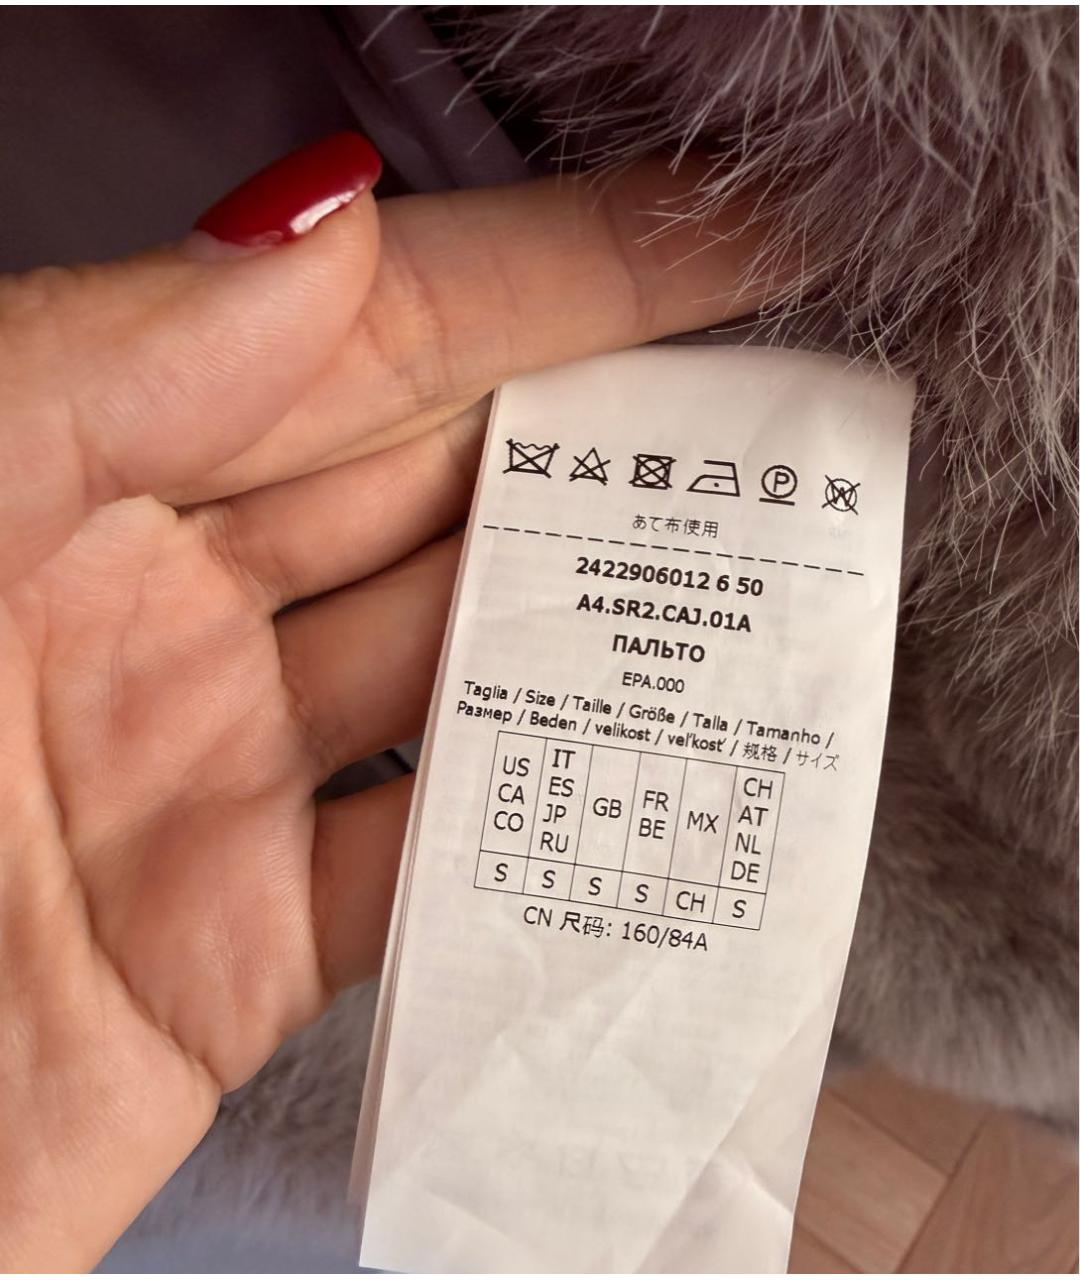 P W
あて布使用
2422906012 6 50
A4.SR2.CAJ.01A
ПАЛЬТО
EPA.000
Taglia / Size / Taille / Größe / Talla / Tamanho /
Размер / Beden / velikost / veľkosť / 规格 / サイズ
US CA CO IT ES JP RU GB FR BE MX CH AT NL DE
S S S S CH S
CN 尺码: 160/84A